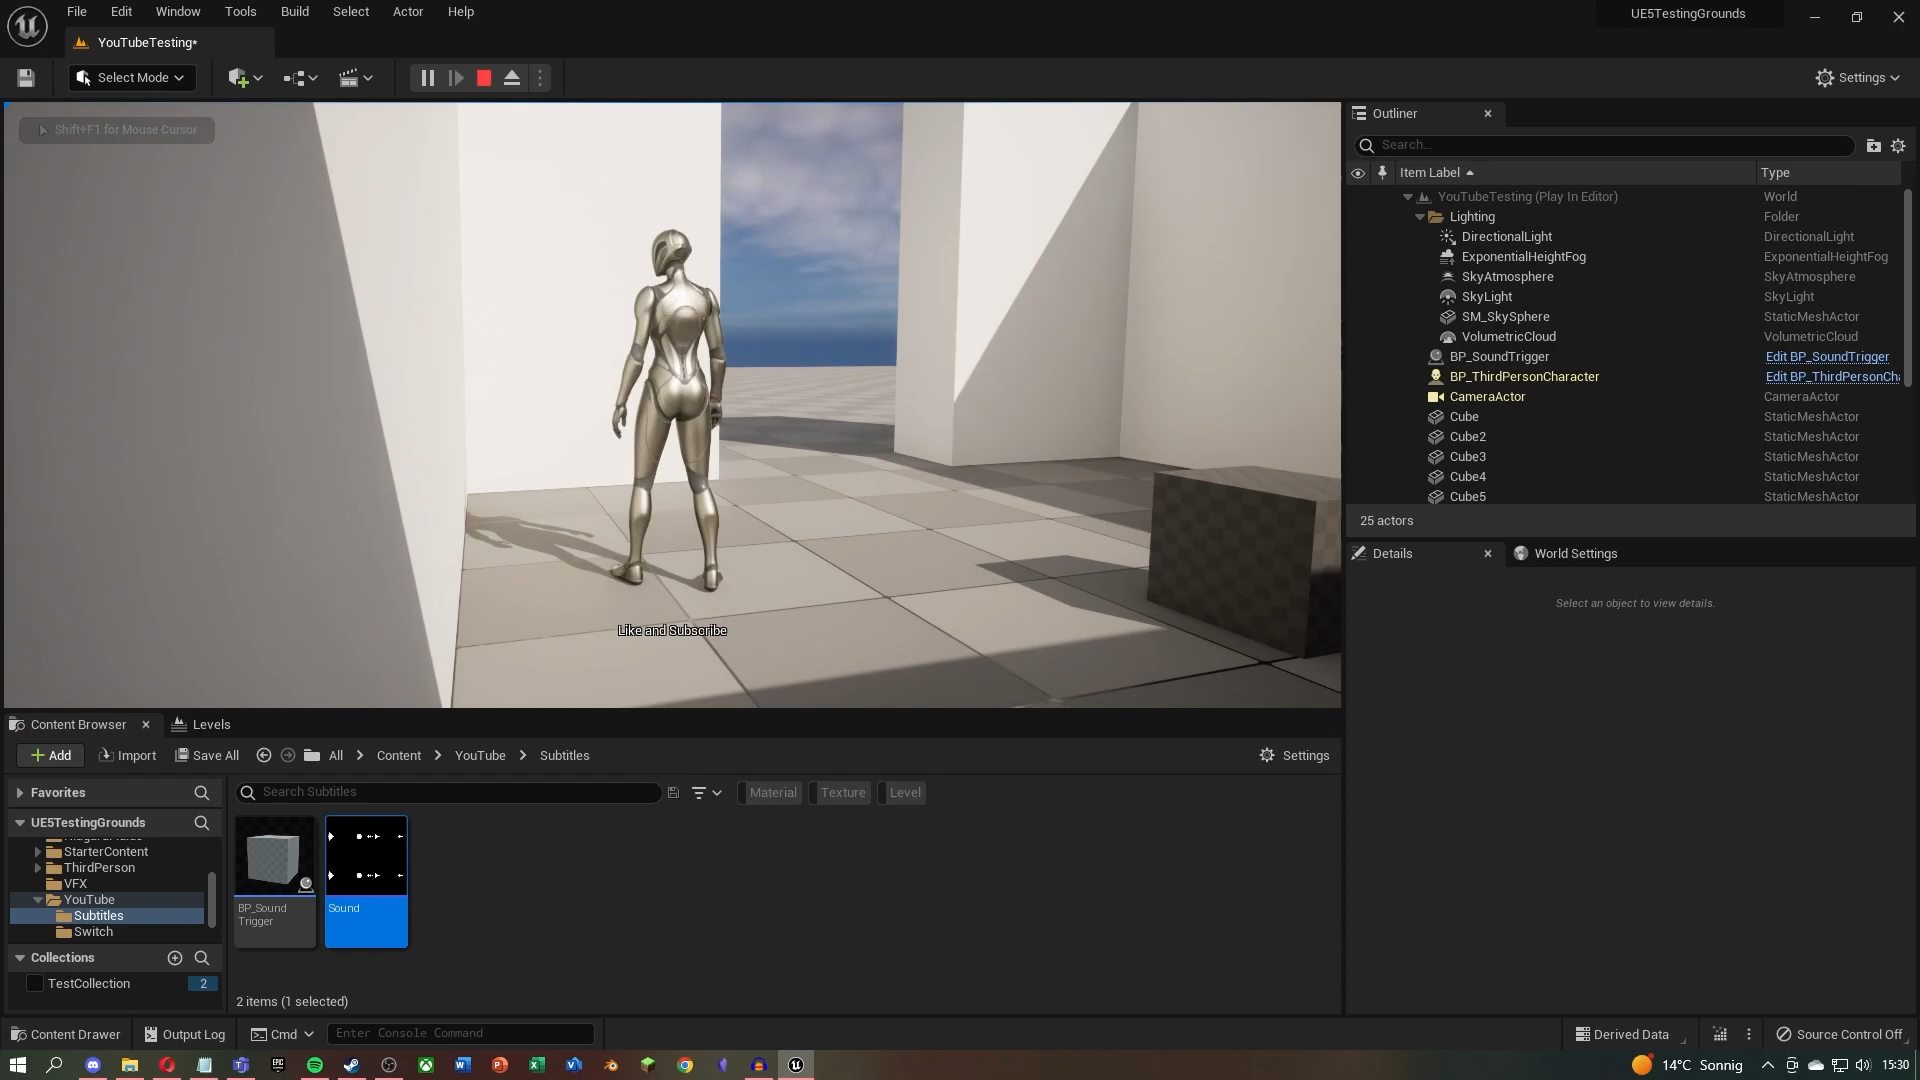 File Edit Window Tools Build Select Actor Help
UE5TestingGrounds
YouTubeTesting*
Select Mode
Settings
Shift+F1 for Mouse Cursor
Like and Subscribe
Outliner
Search...
Item Label Type
YouTubeTesting (Play In Editor) World
Lighting Folder
DirectionalLight DirectionalLight
ExponentialHeightFog ExponentialHeightFog
SkyAtmosphere SkyAtmosphere
SkyLight SkyLight
SM_SkySphere StaticMeshActor
VolumetricCloud VolumetricCloud
BP_SoundTrigger Edit BP_SoundTrigger
BP_ThirdPersonCharacter Edit BP_ThirdPersonCh
CameraActor CameraActor
Cube StaticMeshActor
Cube2 StaticMeshActor
Cube3 StaticMeshActor
Cube4 StaticMeshActor
Cube5 StaticMeshActor
25 actors
Details World Settings
Select an object to view details.
Content Browser Levels
Add Import Save All All Content YouTube Subtitles Settings
Favorites
Search Subtitles
Material Texture Level
UE5TestingGrounds
StarterContent
ThirdPerson
VFX
YouTube
Subtitles
Switch
Collections
TestCollection 2
BP_Sound
Trigger
Sound
2 items (1 selected)
Content Drawer Output Log Cmd Enter Console Command Derived Data Source Control Off
14°C Sonnig 15:30